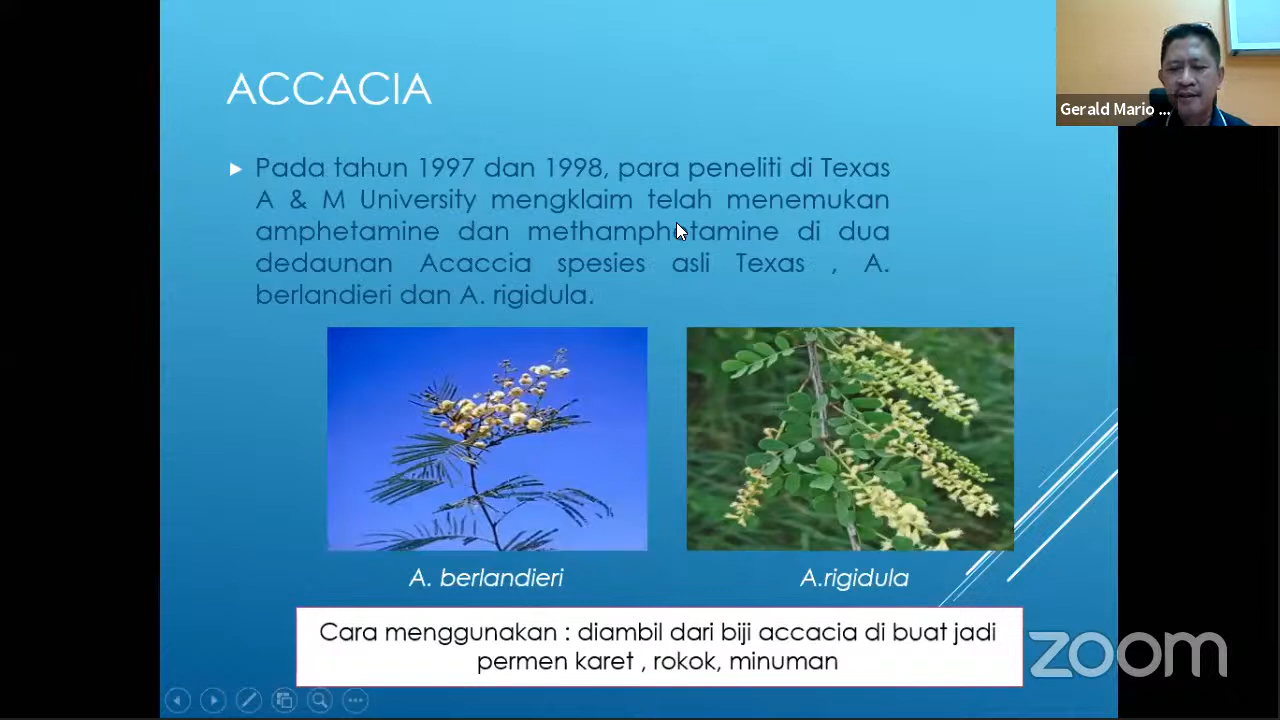 ACCACIA
Gerald Mario ...
Pada tahun 1997 dan 1998, para peneliti di Texas
A & M University mengklaim telah menemukan
amphetamine dan methamphetamine di dua
dedaunan Acaccia spesies asli Texas , A.
berlandieri dan A. rigidula.
A. berlandieri
A.rigidula
Cara menggunakan : diambil dari biji accacia di buat jadi
permen karet , rokok, minuman
zoom